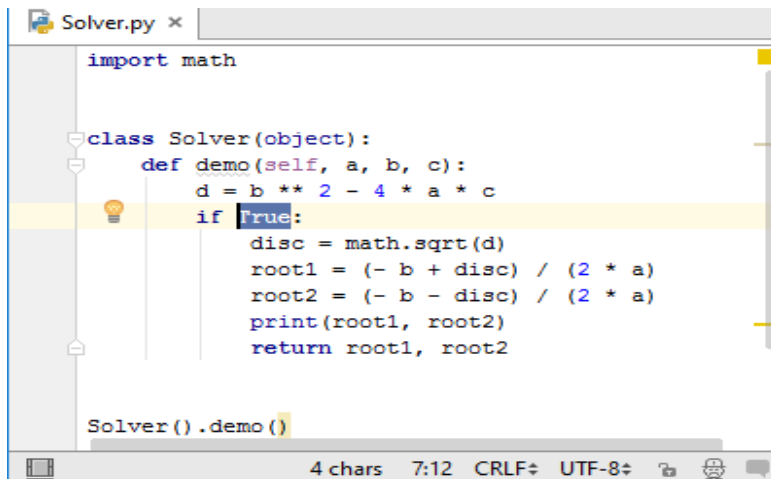 Solver.py ×
import math
class Solver(object):
def demo(self, a, b, c):
d = b ** 2 - 4 * a * c
if True:
disc = math.sqrt(d)
root1 = (- b + disc) / (2 * a)
root2 = (- b - disc) / (2 * a)
print(root1, root2)
return root1, root2
Solver().demo()
4 chars 7:12 CRLF UTF-8